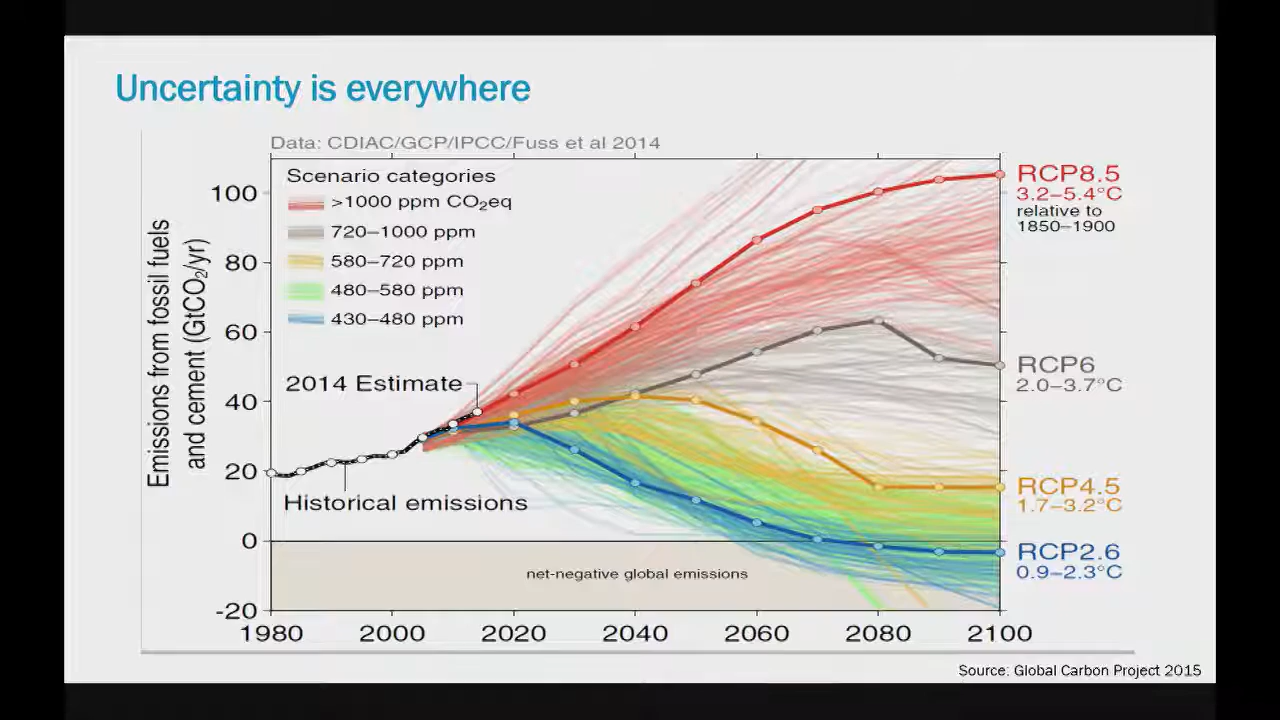 Uncertainty is everywhere
Data: CDIAC/GCP/IPCC/Fuss et al 2014
Scenario categories
>1000 ppm CO₂eq
720–1000 ppm
580–720 ppm
480–580 ppm
430–480 ppm
2014 Estimate
Historical emissions
net-negative global emissions
Emissions from fossil fuels
and cement (GtCO₂/yr)
100
80
60
40
20
0
-20
1980
2000
2020
2040
2060
2080
2100
RCP8.5
3.2–5.4°C
relative to
1850–1900
RCP6
2.0–3.7°C
RCP4.5
1.7–3.2°C
RCP2.6
0.9–2.3°C
Source: Global Carbon Project 2015